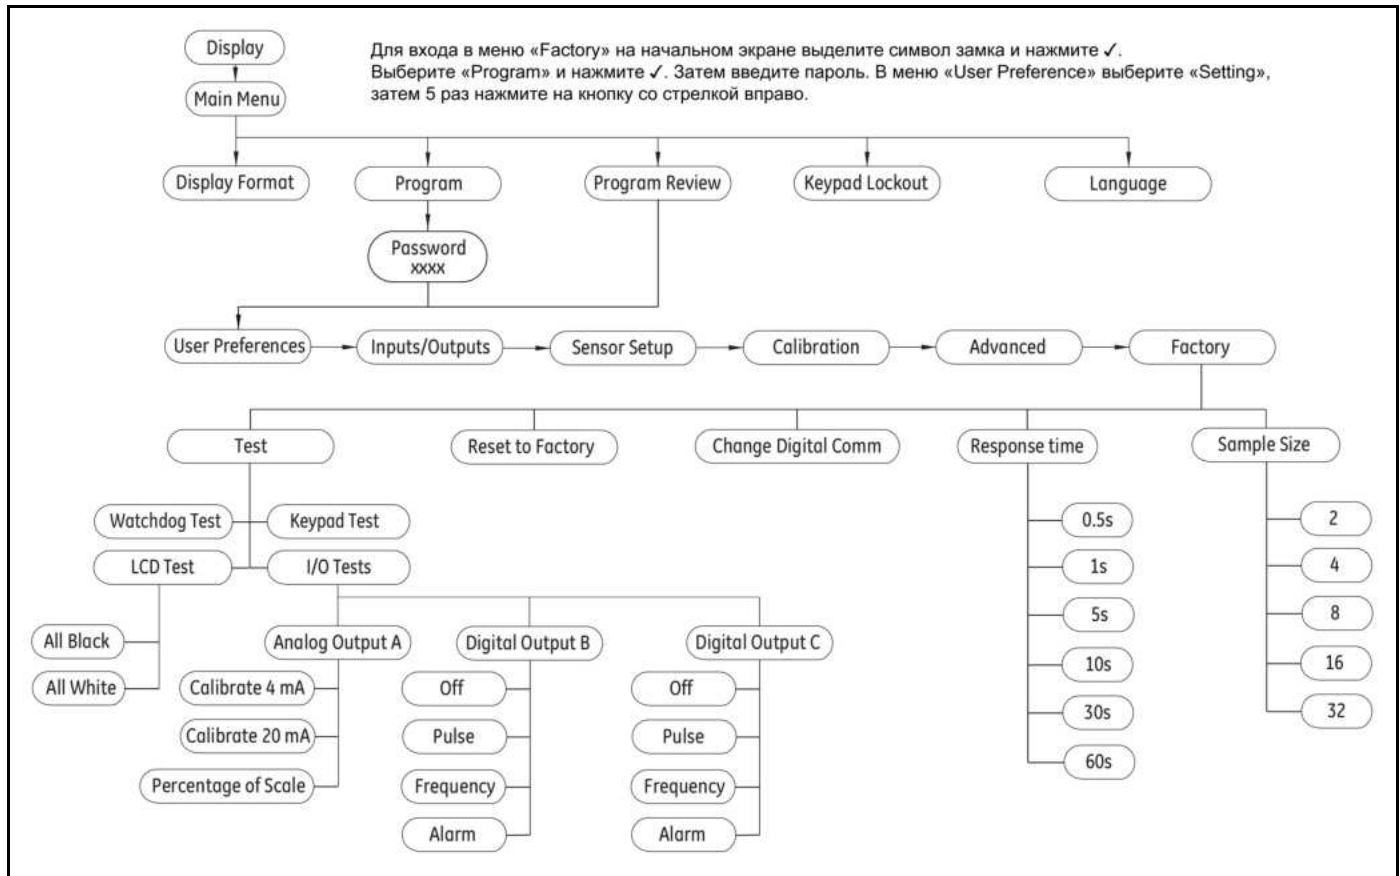 Display
Для входа в меню «Factory» на начальном экране выделите символ замка и нажмите ✓.
Выберите «Program» и нажмите ✓. Затем введите пароль. В меню «User Preference» выберите «Setting»,
затем 5 раз нажмите на кнопку со стрелкой вправо.
Main Menu
Display Format
Program
Program Review
Keypad Lockout
Language
Password
xxxx
User Preferences
Inputs/Outputs
Sensor Setup
Calibration
Advanced
Factory
Test
Reset to Factory
Change Digital Comm
Response time
Sample Size
Watchdog Test
Keypad Test
LCD Test
I/O Tests
All Black
All White
Analog Output A
Calibrate 4 mA
Calibrate 20 mA
Percentage of Scale
Digital Output B
Off
Pulse
Frequency
Alarm
Digital Output C
Off
Pulse
Frequency
Alarm
0.5s
1s
5s
10s
30s
60s
2
4
8
16
32